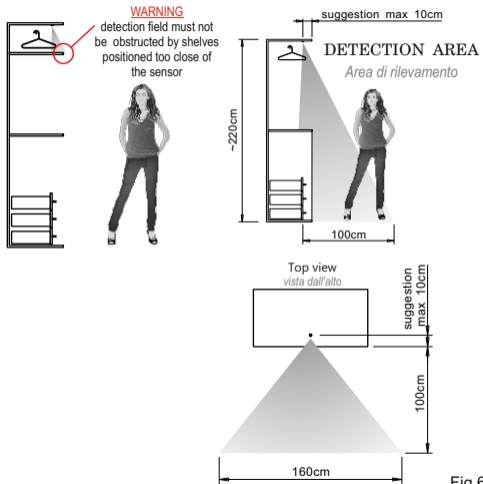 WARNING
detection field must not
be obstructed by shelves
positioned too close of
the sensor
suggestion max 10cm
DETECTION AREA
Area di rilevamento
~220cm
100cm
Top view
vista dall'alto
suggestion
max 10cm
100cm
160cm
Fig.6